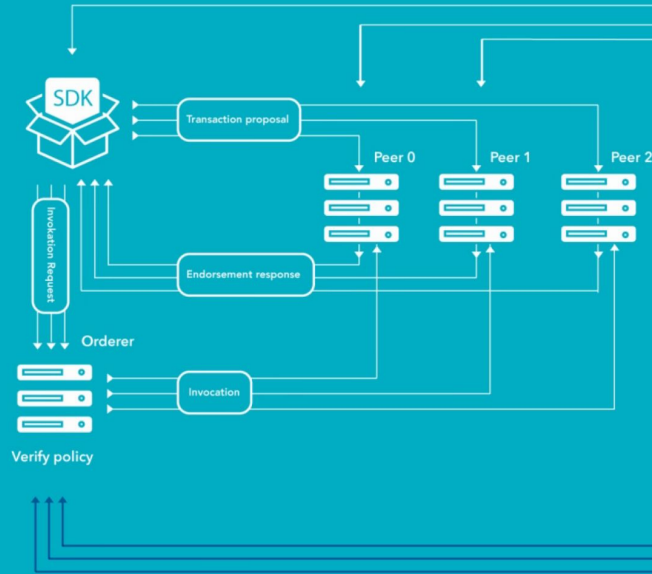 SDK
Transaction proposal
Peer 0
Peer 1
Peer 2
Invokation Request
Endorsement response
Orderer
Invocation
Verify policy